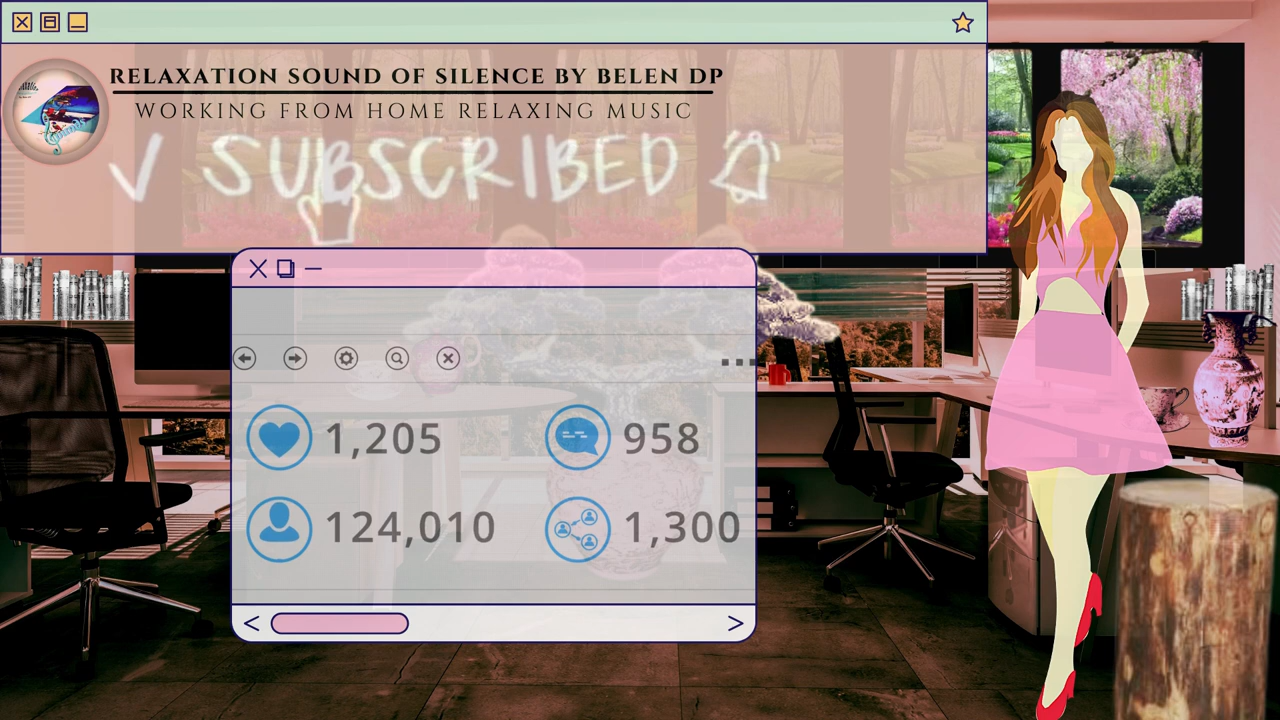 RELAXATION SOUND OF SILENCE BY BELEN DP
WORKING FROM HOME RELAXING MUSIC
√ SUBSCRIBED
1,205
958
124,010
1,300